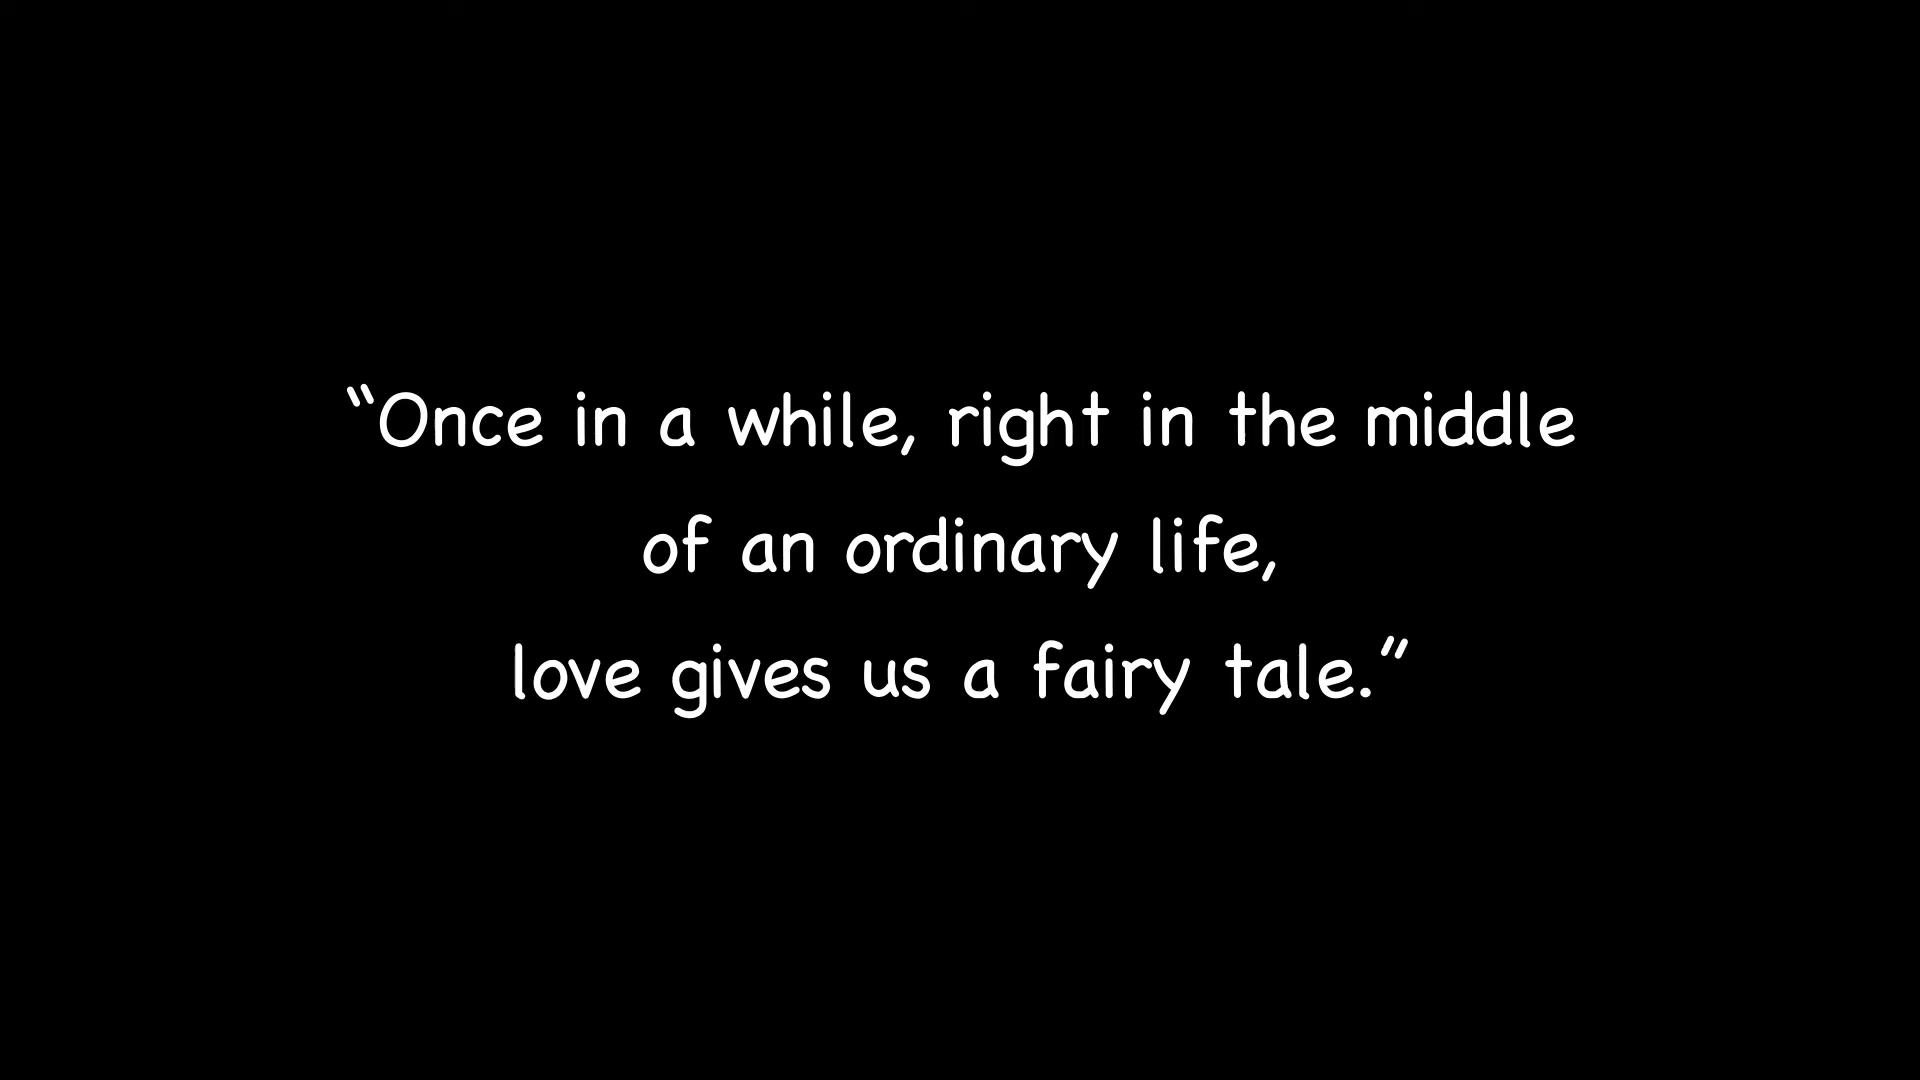 “Once in a while, right in the middle
of an ordinary life,
love gives us a fairy tale.”